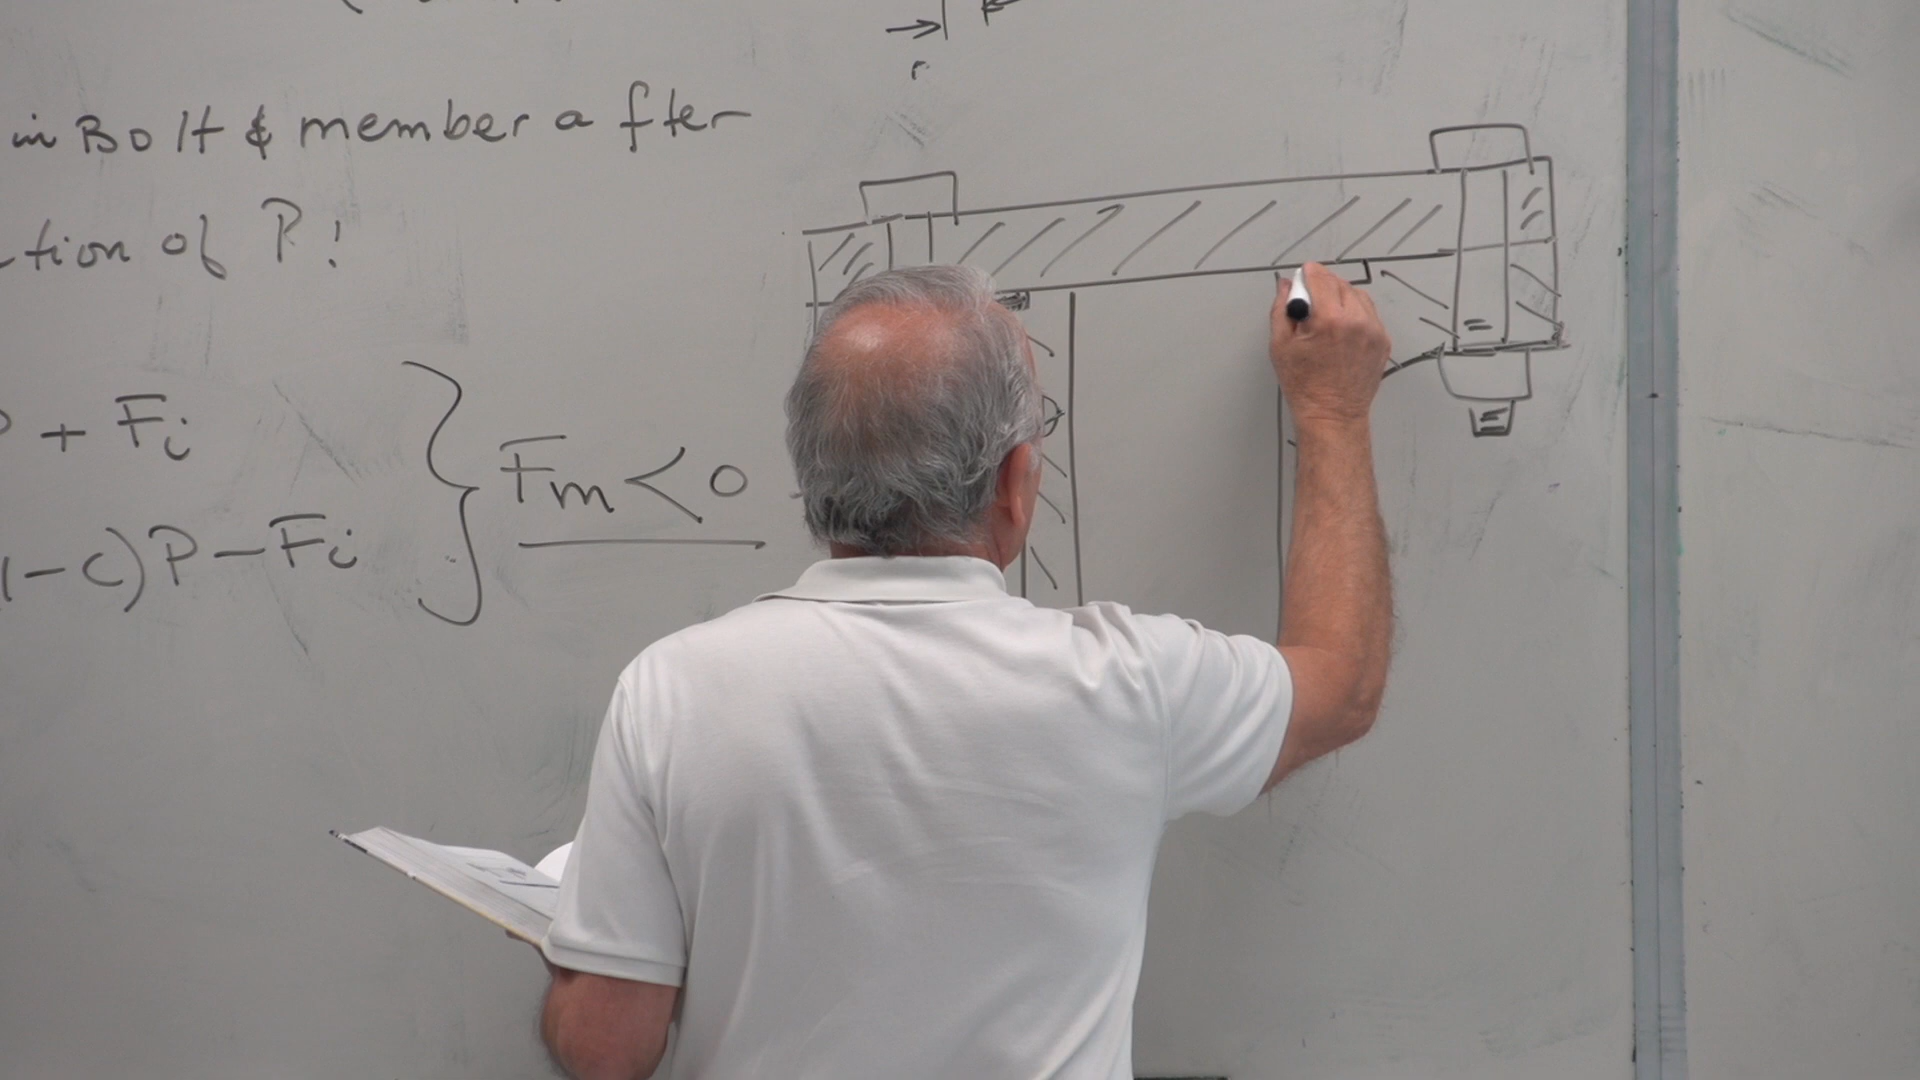 r
in Bolt & member after
tion of P!
+ Fi
Fm < 0
1-C)P - Fi